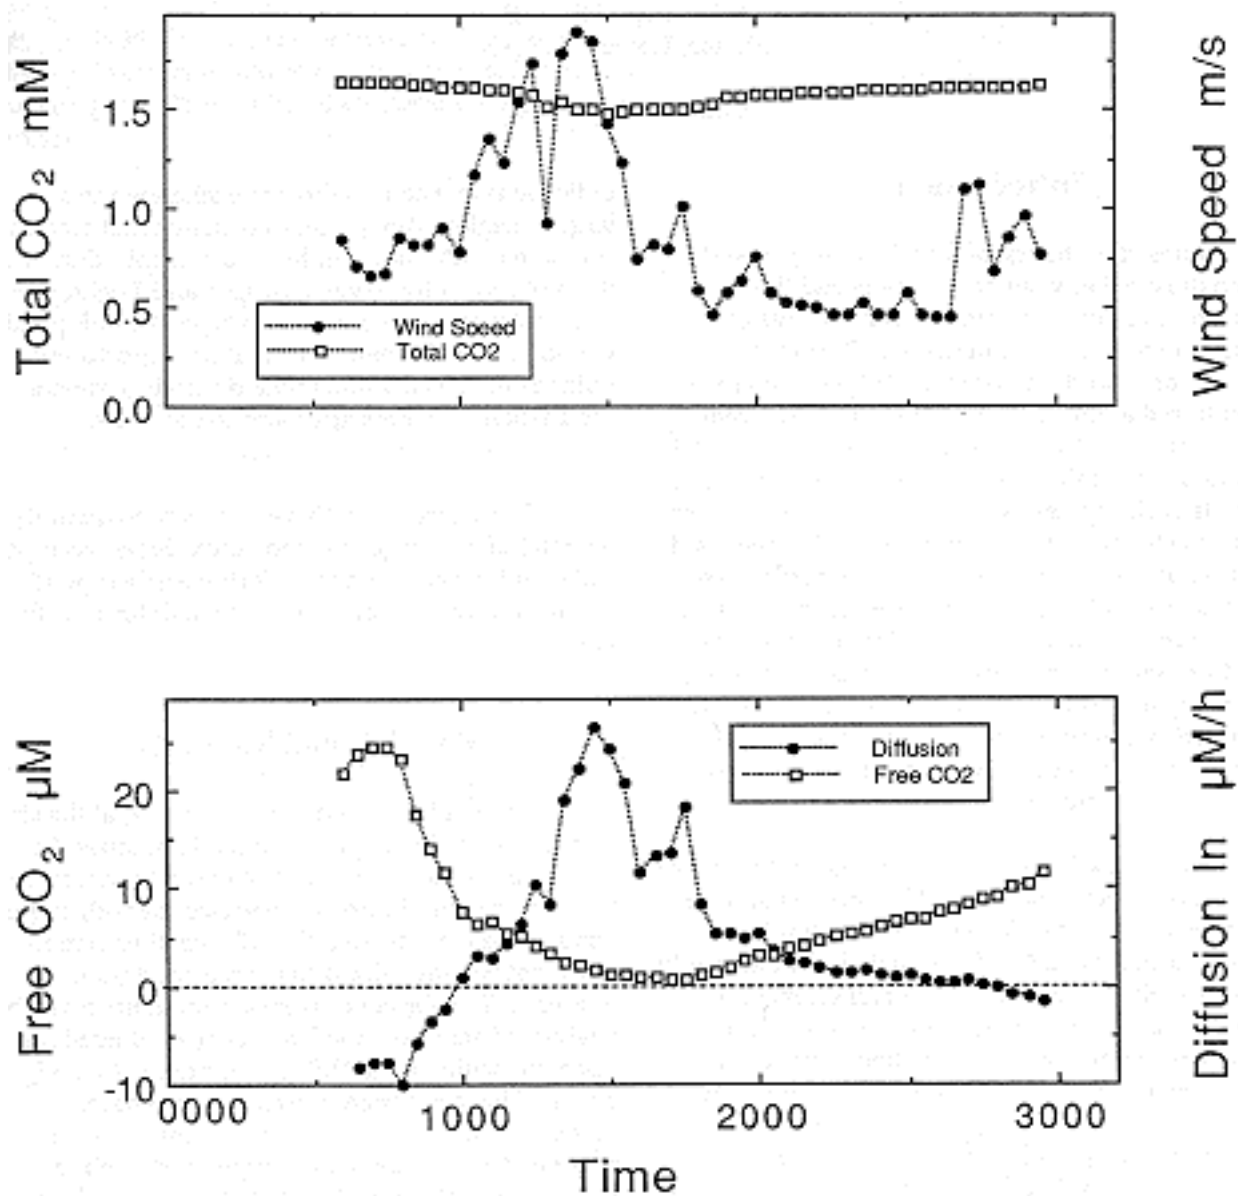 Total CO2 mM
1.5
1.0
0.5
0.0
Wind Speed
Total CO2
Wind Speed m/s
Free CO2 µM
20
10
0
-10
Diffusion
Free CO2
Diffusion In µM/h
0000 1000 2000 3000
Time